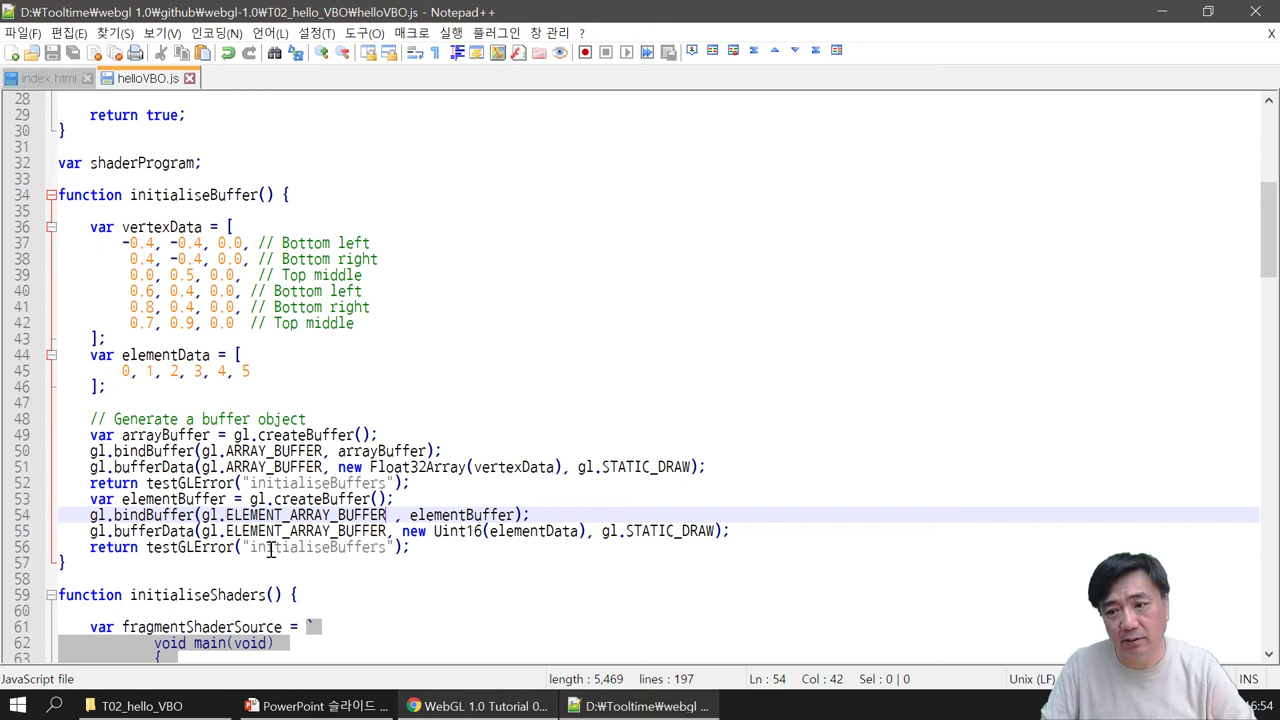 D:₩Tooltime₩webgl 1.0₩github₩webgl-1.0₩T02_hello_VBO₩helloVBO.js - Notepad++
파일(F) 편집(E) 찾기(S) 보기(V) 인코딩(N) 언어(L) 설정(T) 도구(O) 매크로 실행 플러그인 창 관리 ? X
index.html helloVBO.js
28
29 return true;
30 }
31
32 var shaderProgram;
33
34 function initialiseBuffer() {
35
36 var vertexData = [
37 -0.4, -0.4, 0.0, // Bottom left
38 0.4, -0.4, 0.0, // Bottom right
39 0.0, 0.5, 0.0, // Top middle
40 0.6, 0.4, 0.0, // Bottom left
41 0.8, 0.4, 0.0, // Bottom right
42 0.7, 0.9, 0.0 // Top middle
43 ];
44 var elementData = [
45 0, 1, 2, 3, 4, 5
46 ];
47
48 // Generate a buffer object
49 var arrayBuffer = gl.createBuffer();
50 gl.bindBuffer(gl.ARRAY_BUFFER, arrayBuffer);
51 gl.bufferData(gl.ARRAY_BUFFER, new Float32Array(vertexData), gl.STATIC_DRAW);
52 return testGLError("initialiseBuffers");
53 var elementBuffer = gl.createBuffer();
54 gl.bindBuffer(gl.ELEMENT_ARRAY_BUFFER , elementBuffer);
55 gl.bufferData(gl.ELEMENT_ARRAY_BUFFER, new Uint16(elementData), gl.STATIC_DRAW);
56 return testGLError("initialiseBuffers");
57 }
58
59 function initialiseShaders() {
60
61 var fragmentShaderSource = `
62 void main(void)
63 {
JavaScript file length : 5,469 lines : 197 Ln : 54 Col : 42 Sel : 0 | 0 Unix (LF) INS
T02_hello_VBO PowerPoint 슬라이드 ... WebGL 1.0 Tutorial 0... D:₩Tooltime₩webgl ... 16:54